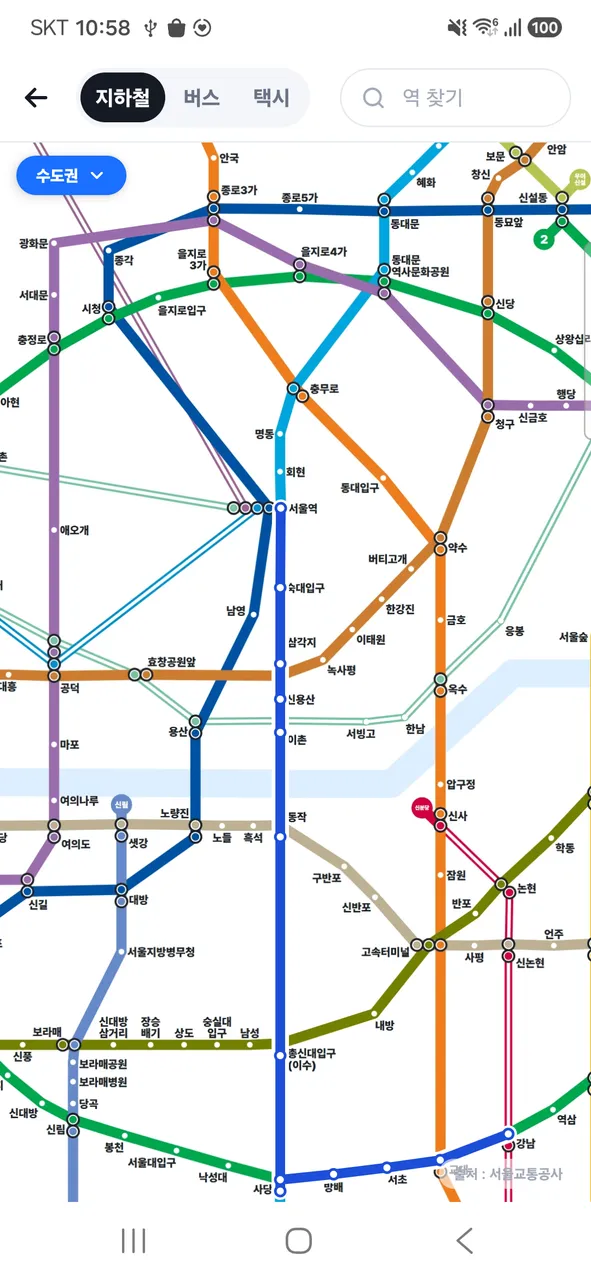 SKT 10:58
6
100
지하철
버스
택시
역 찾기
수도권
안국
보문
안암
창신
혜화
우이
신설
종로3가
종로5가
신설동
동대문
동묘앞
2
광화문
종각
을지로
3가
을지로4가
동대문
역사문화공원
서대문
시청
을지로입구
신당
충정로
상왕십리
아현
충무로
행당
청구
신금호
명동
촌
회현
동대입구
서울역
애오개
약수
버티고개
숙대입구
한강진
남영
금호
이태원
응봉
삼각지
서울숲
효창공원앞
녹사평
대흥
공덕
옥수
신용산
용산
이촌
서빙고
한남
마포
압구정
여의나루
신림
신분당
노량진
동작
신사
당
여의도
샛강
노들
흑석
학동
구반포
잠원
논현
신길
대방
신반포
반포
언주
고속터미널
사평
신논현
서울지방병무청
내방
보라매
신대방
삼거리
장승
배기
상도
숭실대
입구
남성
신풍
총신대입구
(이수)
보라매공원
보라매병원
신대방
당곡
역삼
신림
봉천
강남
서울대입구
낙성대
사당
방배
서초
출처 : 서울교통공사